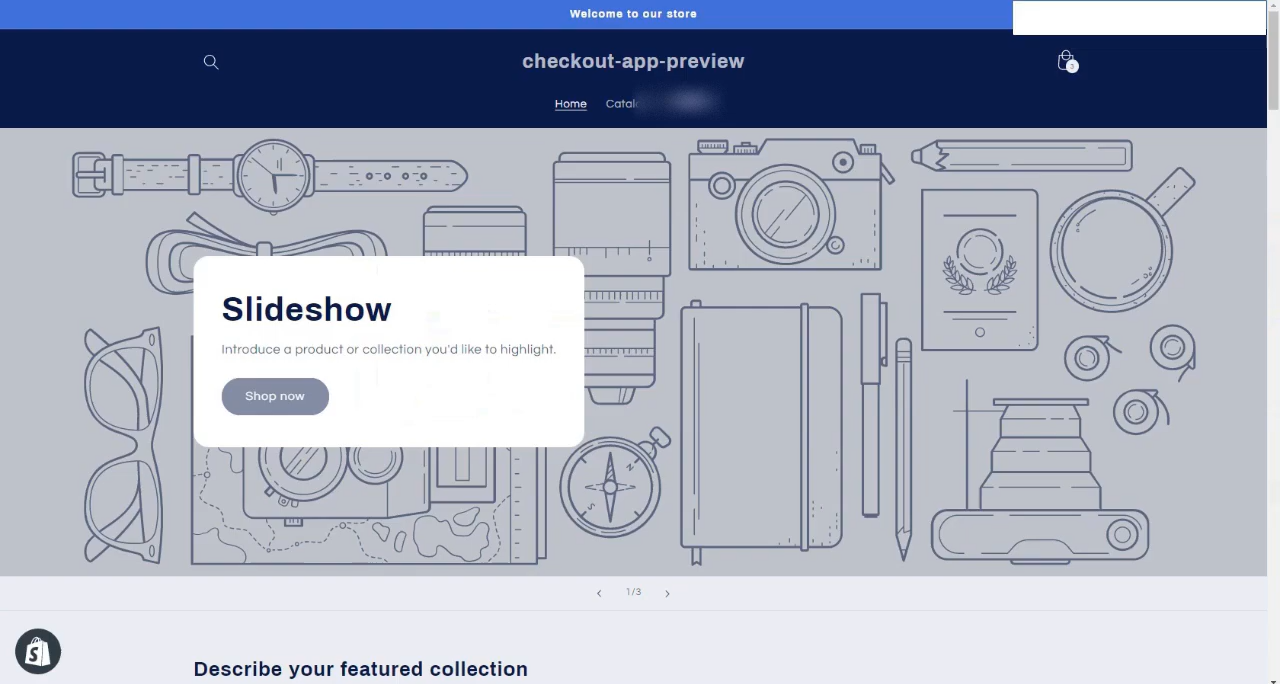 Welcome to our store
checkout-app-preview
3
Home
Slideshow
Introduce a product or collection you'd like to highlight.
Shop now
N
S
1/3
Describe your featured collection